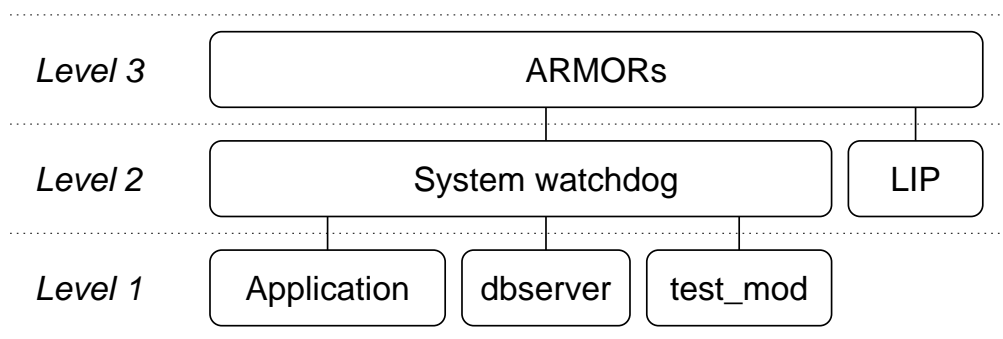 Level 3 ARMORs
Level 2 System watchdog LIP
Level 1 Application dbserver test_mod